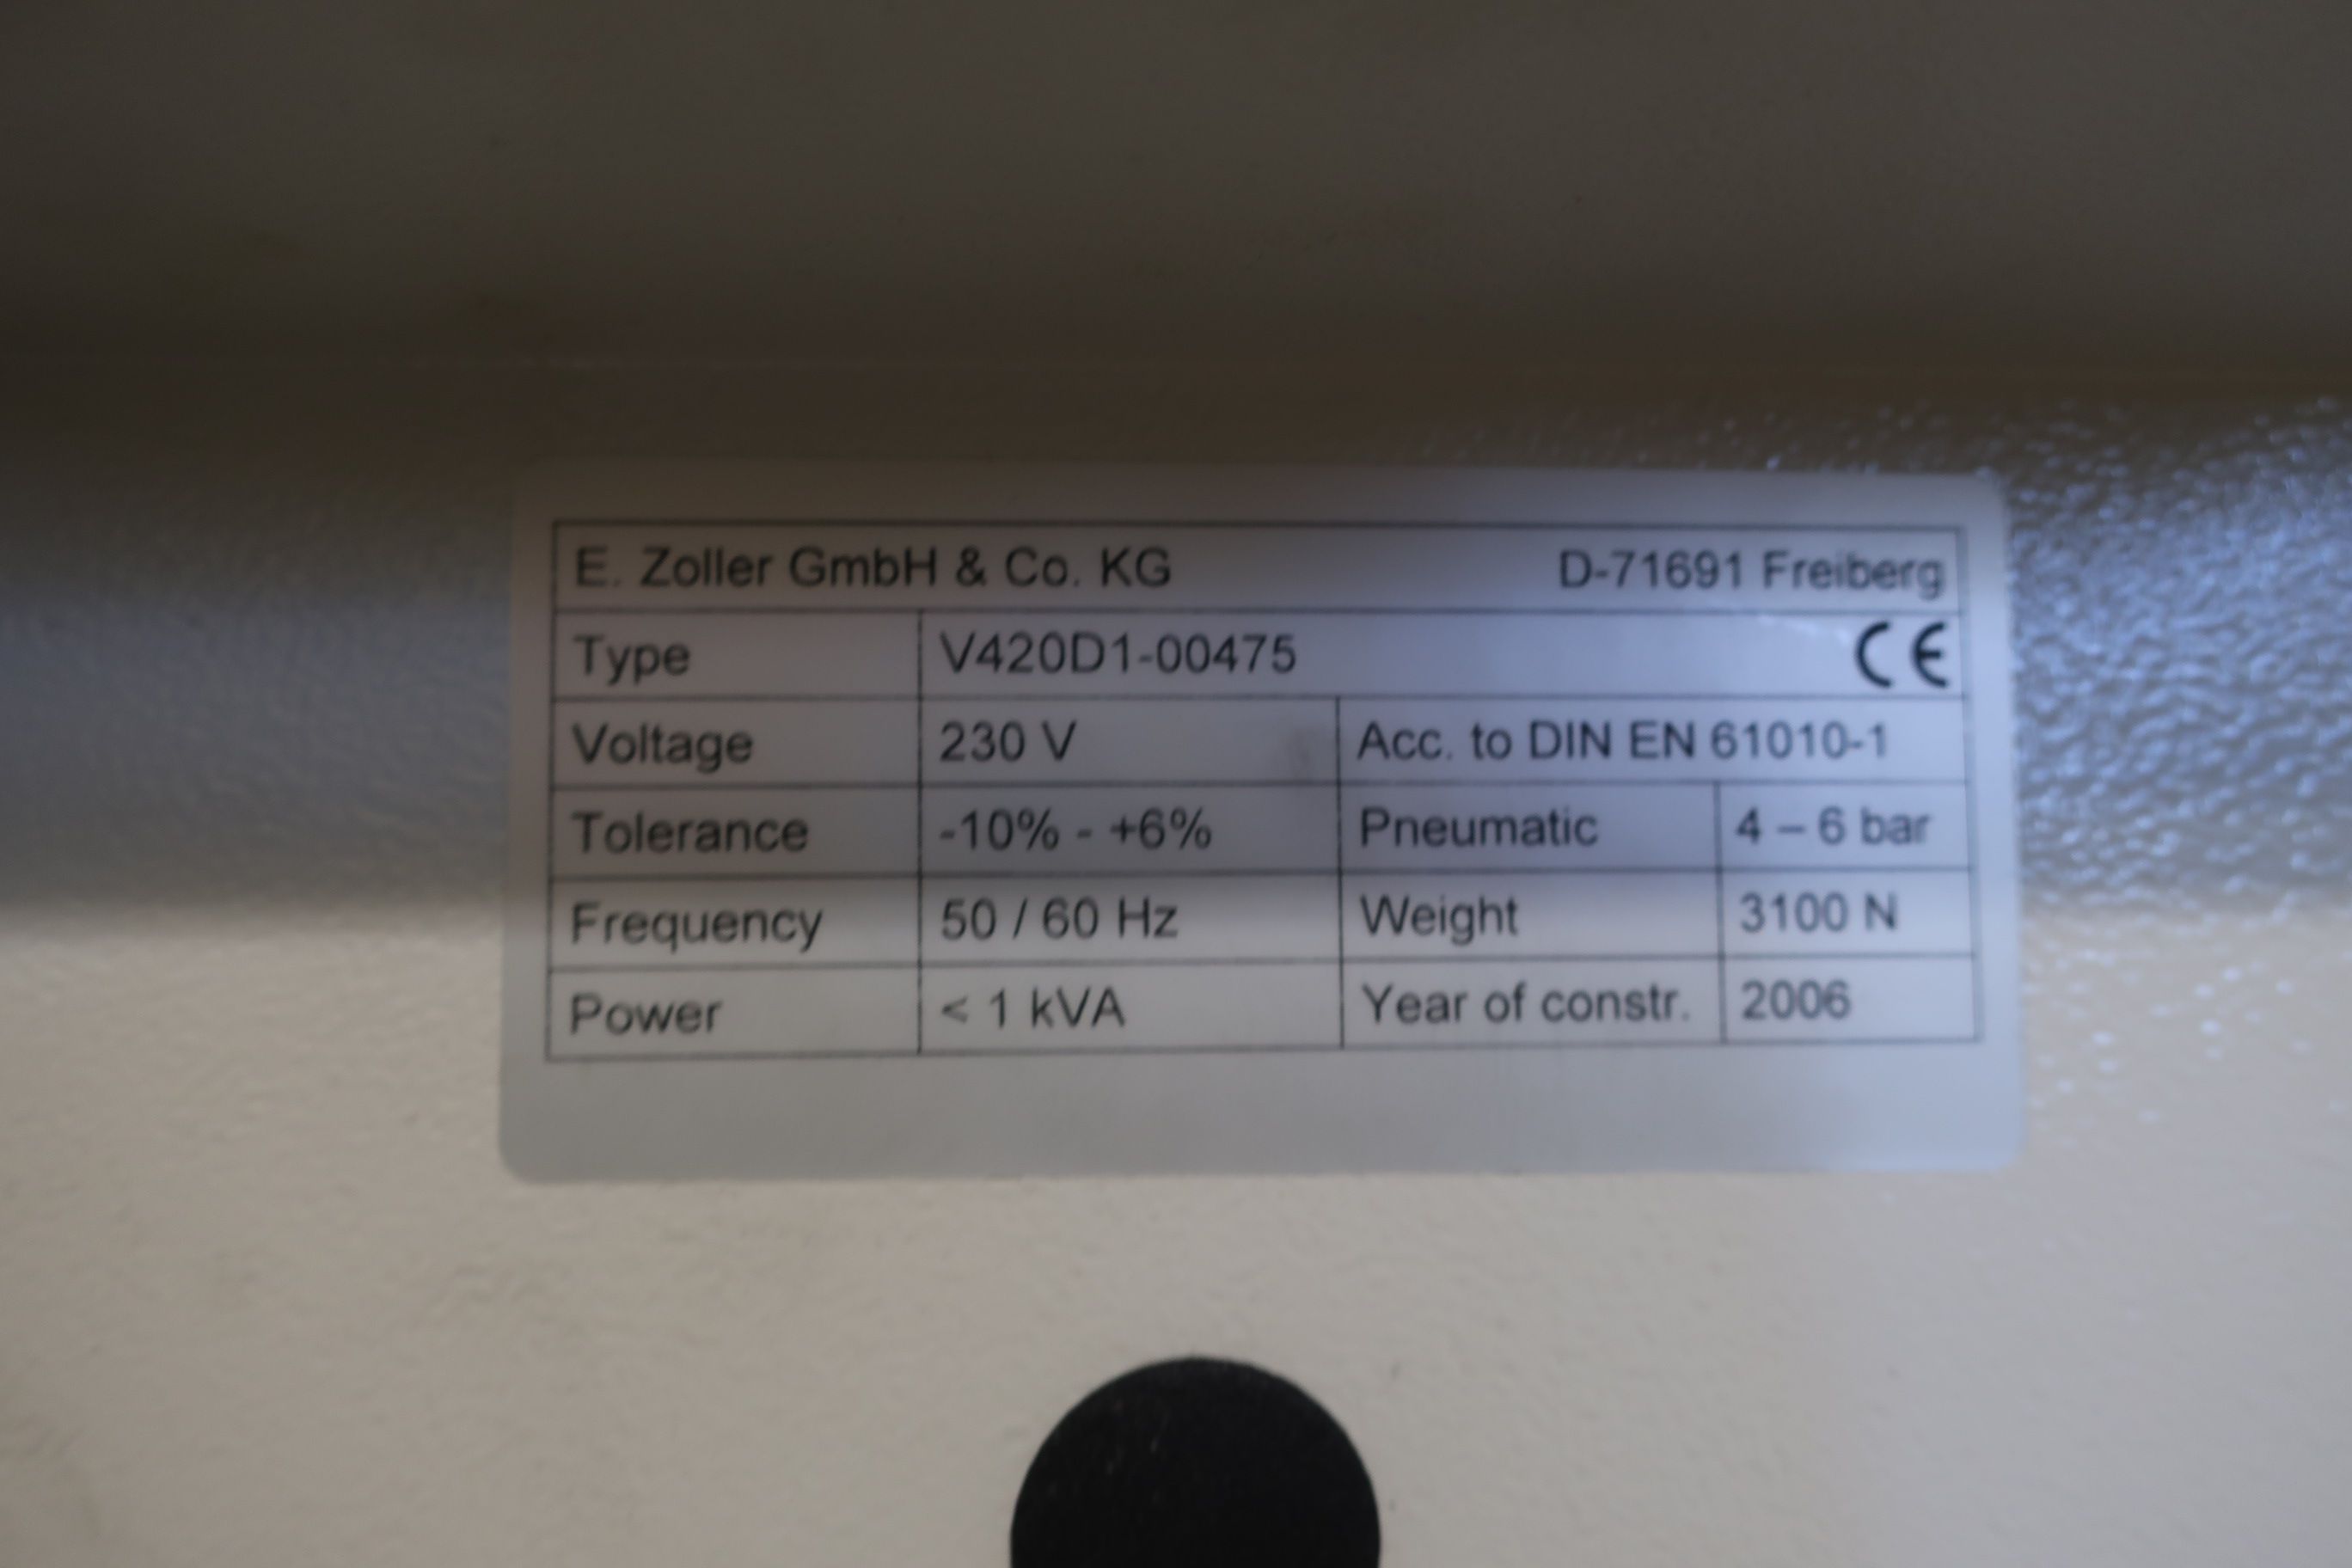 E. Zoller GmbH & Co. KG D-71691 Freiberg
Type V420D1-00475 CE
Voltage 230 V Acc. to DIN EN 61010-1
Tolerance -10% - +6% Pneumatic 4 – 6 bar
Frequency 50 / 60 Hz Weight 3100 N
Power < 1 kVA Year of constr. 2006